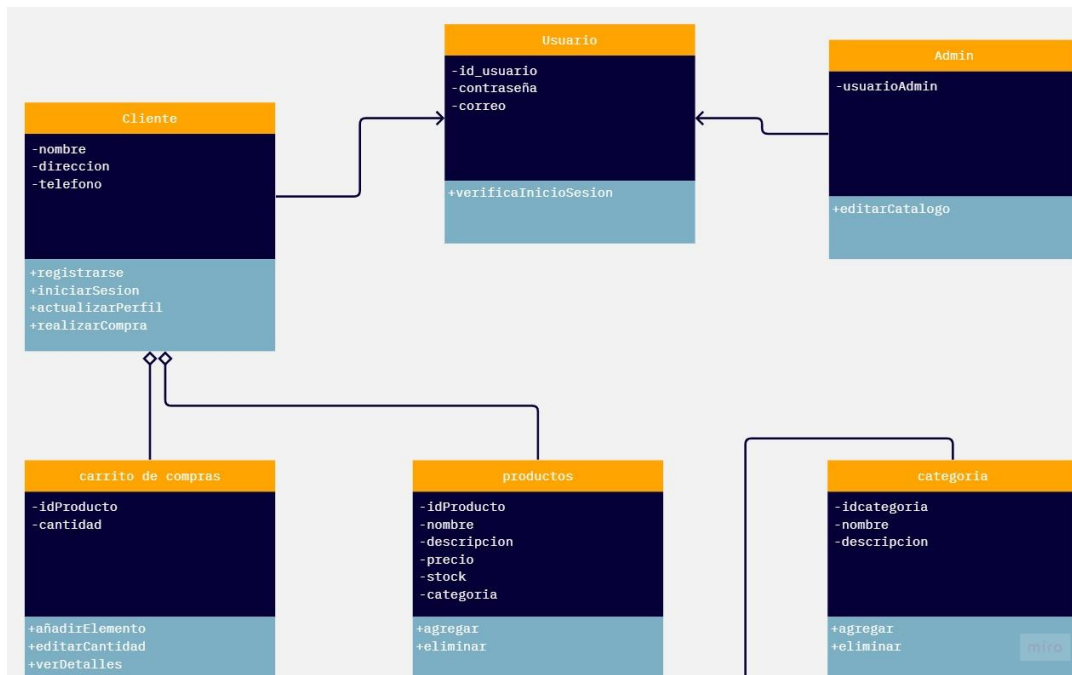 Usuario
-id_usuario
-contraseña
-correo
+verificaInicioSesion
Admin
-usuarioAdmin
+editarCatalogo
Cliente
-nombre
-direccion
-telefono
+registrarse
+iniciarSesion
+actualizarPerfil
+realizarCompra
carrito de compras
-idProducto
-cantidad
+añadirElemento
+editarCantidad
+verDetalles
productos
-idProducto
-nombre
-descripcion
-precio
-stock
-categoria
+agregar
+eliminar
categoria
-idcategoria
-nombre
-descripcion
+agregar
+eliminar
miro